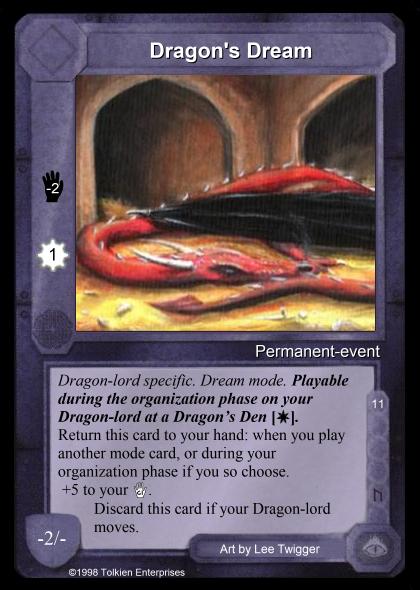 Dragon's Dream
-2
1
Permanent-event
Dragon-lord specific. Dream mode. Playable
during the organization phase on your
Dragon-lord at a Dragon's Den [✷].
Return this card to your hand: when you play
another mode card, or during your
organization phase if you so choose.
+5 to your .
Discard this card if your Dragon-lord
moves.
11
-2/-
Art by Lee Twigger
©1998 Tolkien Enterprises